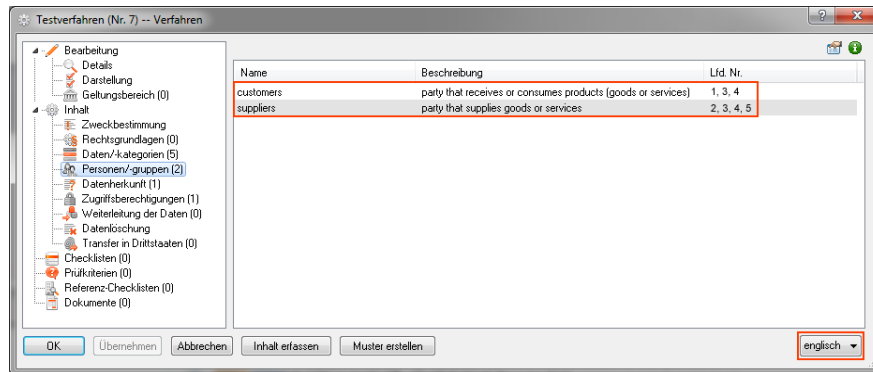 Testverfahren (Nr. 7) -- Verfahren
Bearbeitung
Details
Darstellung
Geltungsbereich (0)
Inhalt
Zweckbestimmung
Rechtsgrundlagen (0)
Daten/-kategorien (5)
Personen/-gruppen (2)
Datenherkunft (1)
Zugriffsberechtigungen (1)
Weiterleitung der Daten (0)
Datenlöschung
Transfer in Drittstaaten (0)
Checklisten (0)
Prüfkriterien (0)
Referenz-Checklisten (0)
Dokumente (0)
Name Beschreibung Lfd. Nr.
customers party that receives or consumes products (goods or services) 1, 3, 4
suppliers party that supplies goods or services 2, 3, 4, 5
OK Übernehmen Abbrechen Inhalt erfassen Muster erstellen englisch